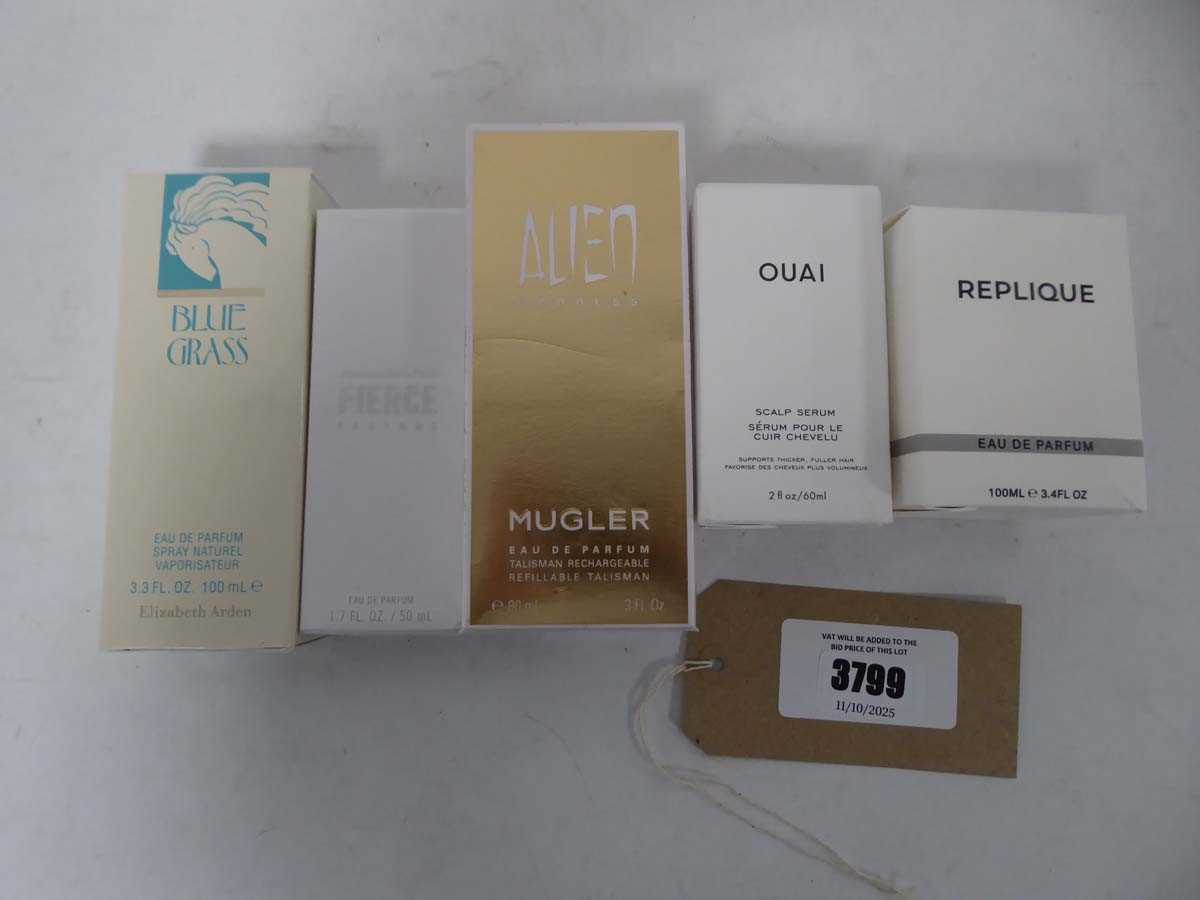 BLUE
GRASS
EAU DE PARFUM
SPRAY NATUREL
VAPORISATEUR
3.3 FL. OZ. 100 mL e
Elizabeth Arden
FIERCE
EAU DE PARFUM
1.7 FL. OZ. / 50 mL
ALIEN
MUGLER
EAU DE PARFUM
TALISMAN RECHARGEABLE
REFILLABLE TALISMAN
e 90 ml 3 Fl Oz
OUAI
SCALP SERUM
SÉRUM POUR LE
CUIR CHEVELU
SUPPORTS THICKER, FULLER HAIR
FAVORISE DES CHEVEUX PLUS VOLUMINEUX
2 fl oz/60ml
REPLIQUE
EAU DE PARFUM
100ML e 3.4FL OZ
VAT WILL BE ADDED TO THE
BID PRICE OF THIS LOT
3799
11/10/2025